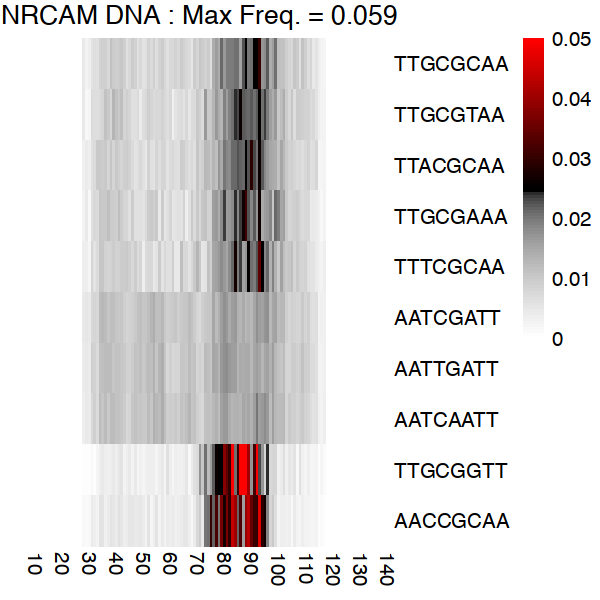 NRCAM DNA : Max Freq. = 0.059
TTGCGCAA
TTGCGTAA
TTACGCAA
TTGCGAAA
TTTCGCAA
AATCGATT
AATTGATT
AATCAATT
TTGCGGTT
AACCGCAA
0.05
0.04
0.03
0.02
0.01
0
10 20 30 40 50 60 70 80 90 100 110 120 130 140